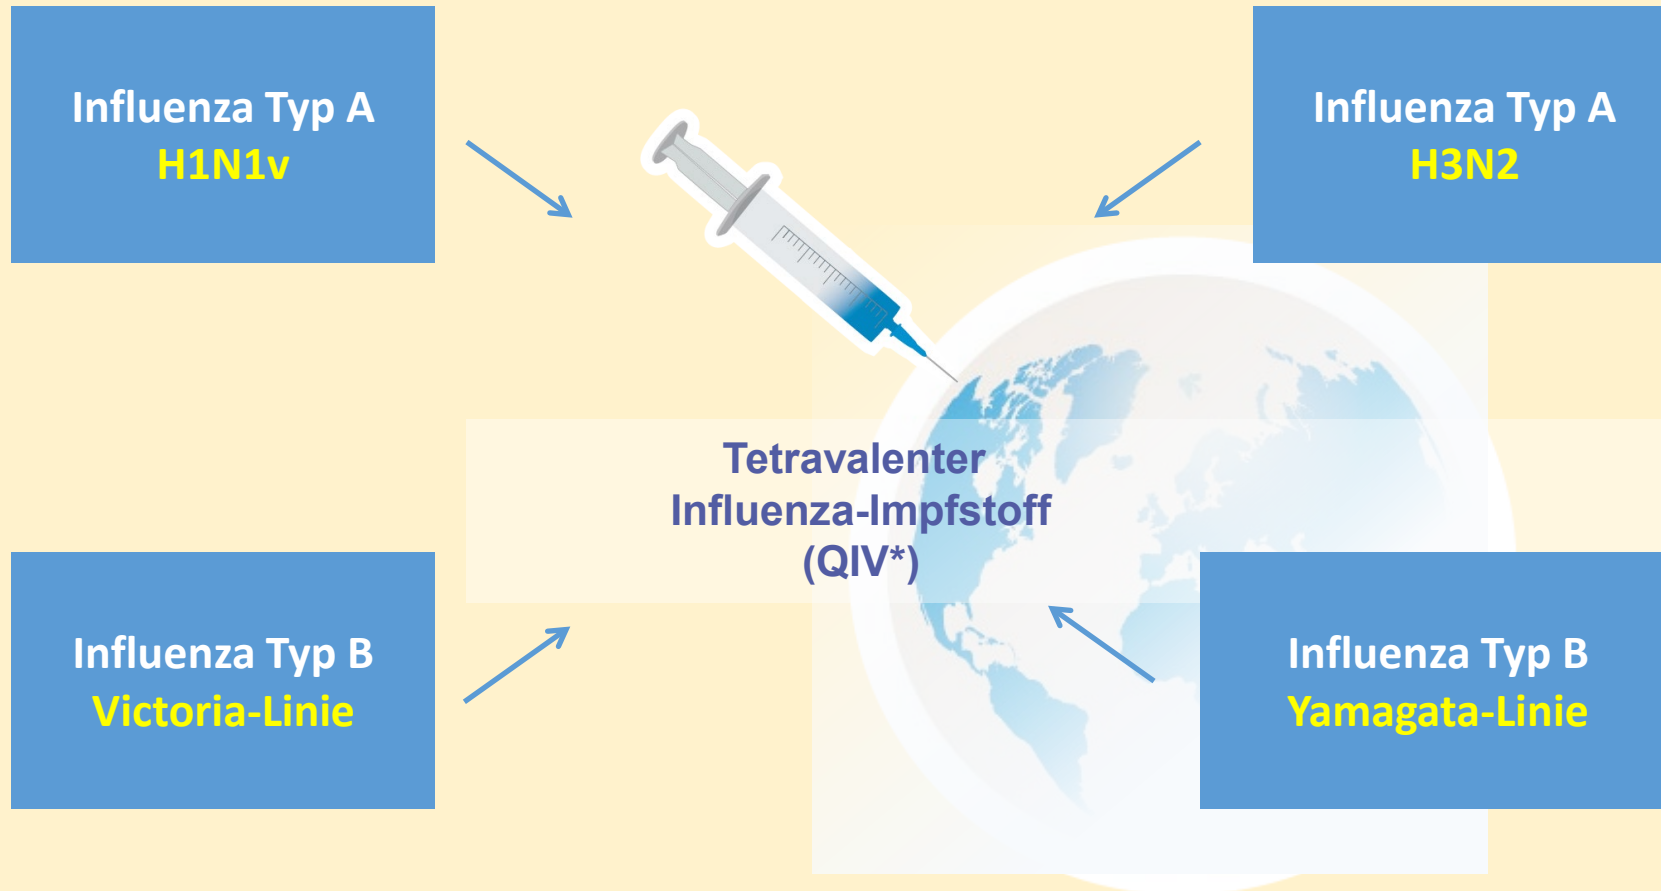 Influenza Typ A
H1N1v
Influenza Typ A
H3N2
Tetravalenter
Influenza-Impfstoff
(QIV*)
Influenza Typ B
Victoria-Linie
Influenza Typ B
Yamagata-Linie